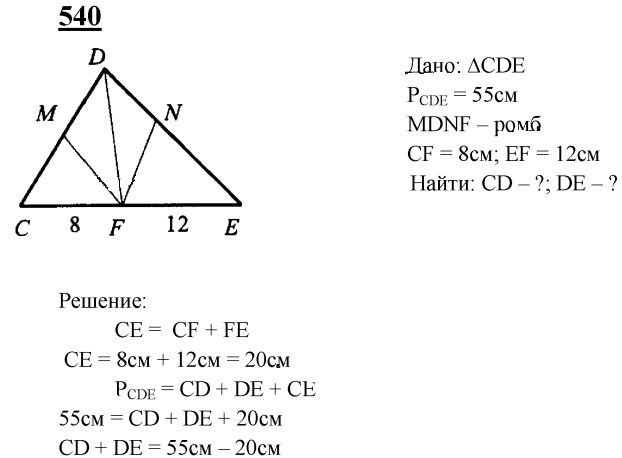 540
D
M
N
C
8
F
12
E
Дано: ΔCDE
P_CDE = 55см
MDNF – ромб
CF = 8см; EF = 12см
Найти: CD – ?; DE – ?
Решение:
CE = CF + FE
CE = 8см + 12см = 20см
P_CDE = CD + DE + CE
55см = CD + DE + 20см
CD + DE = 55см – 20см